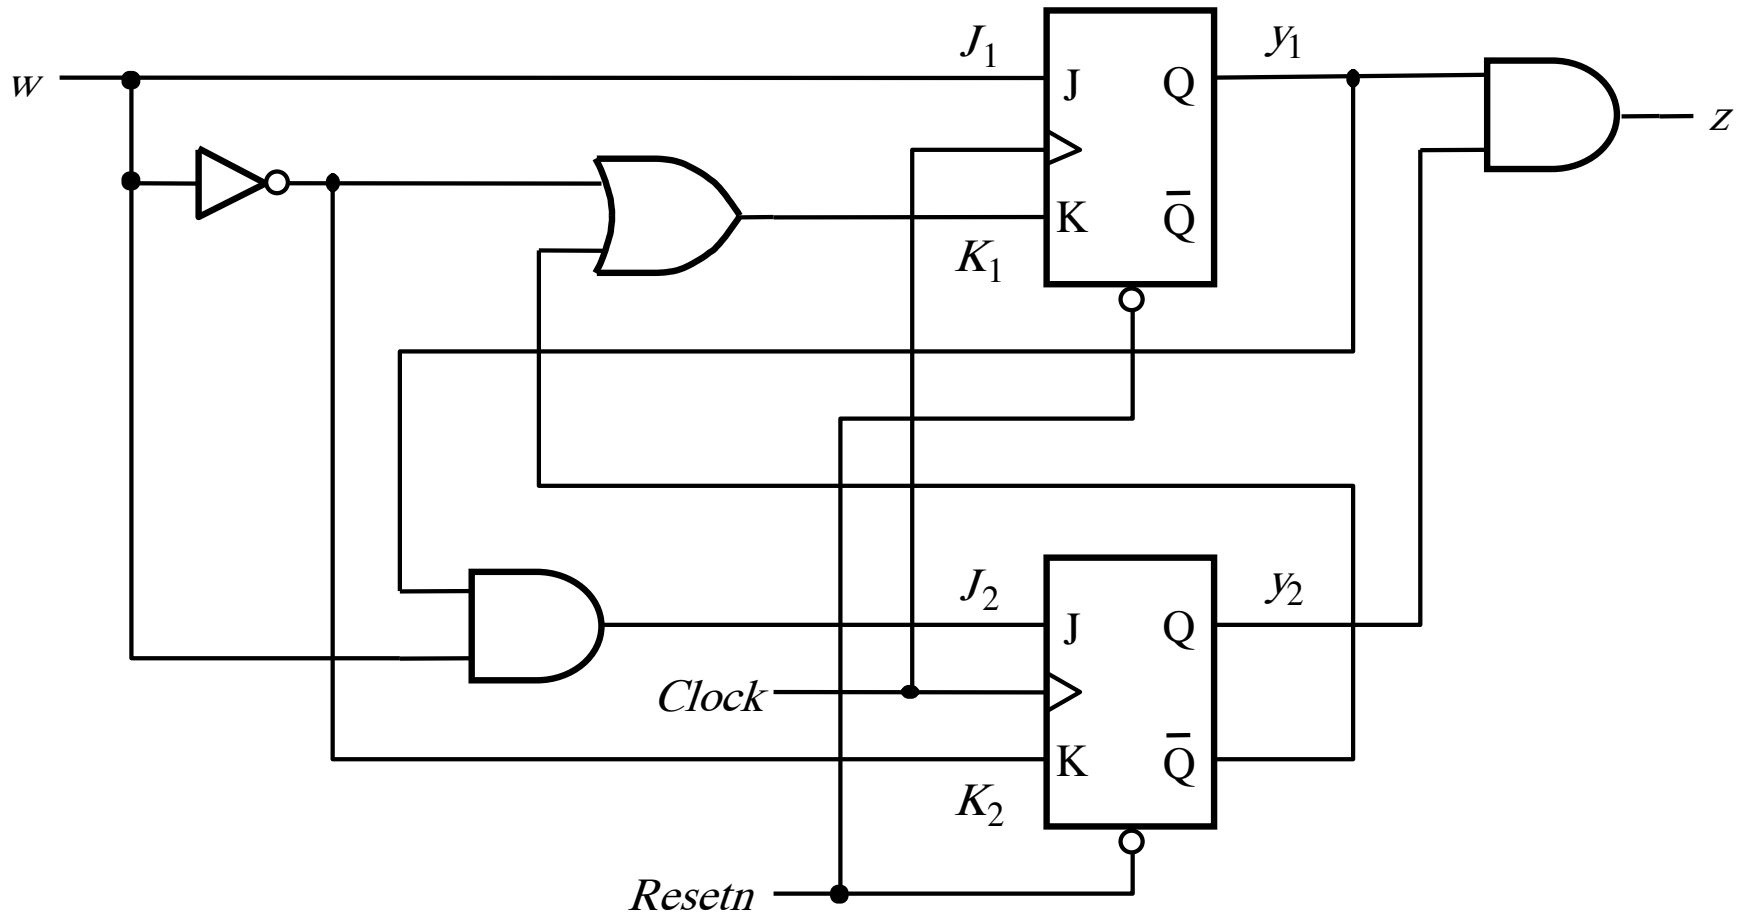 J₁
y₁
w
J
Q
z
K
Q̅
K₁
J₂
y₂
J
Q
Clock
K
Q̅
K₂
Resetn